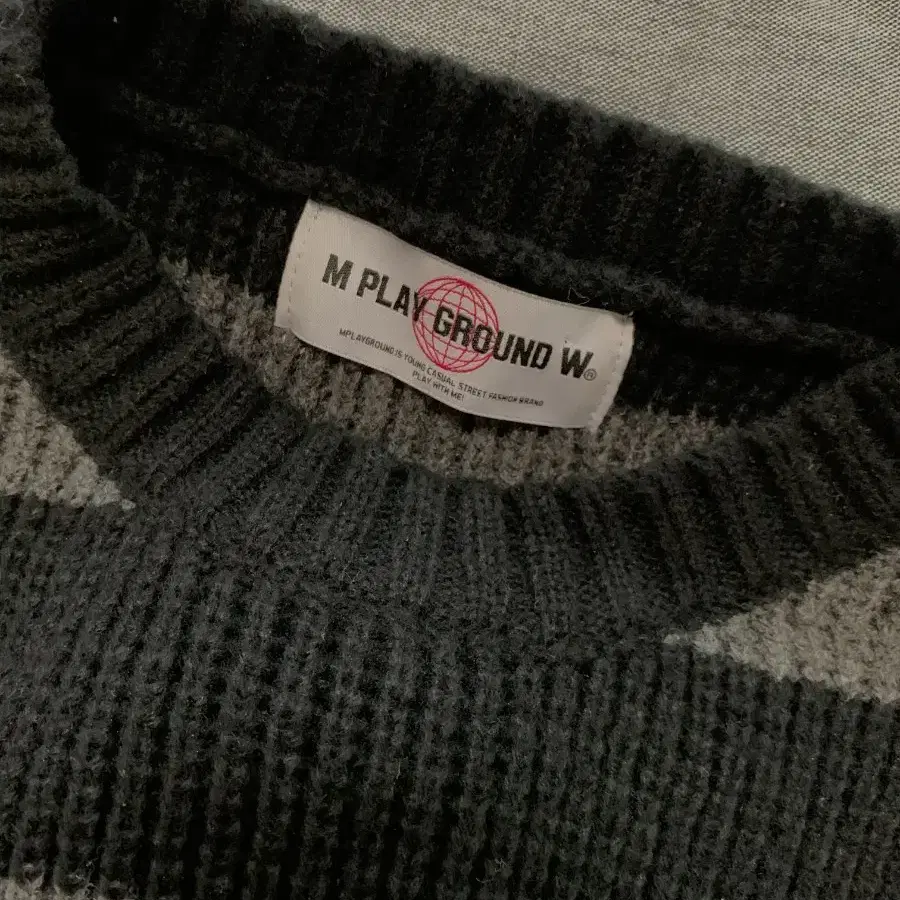 M PLAY GROUND W®
MPLAYGROUND IS YOUNG CASUAL STREET FASHION BRAND
PLAY WITH ME!